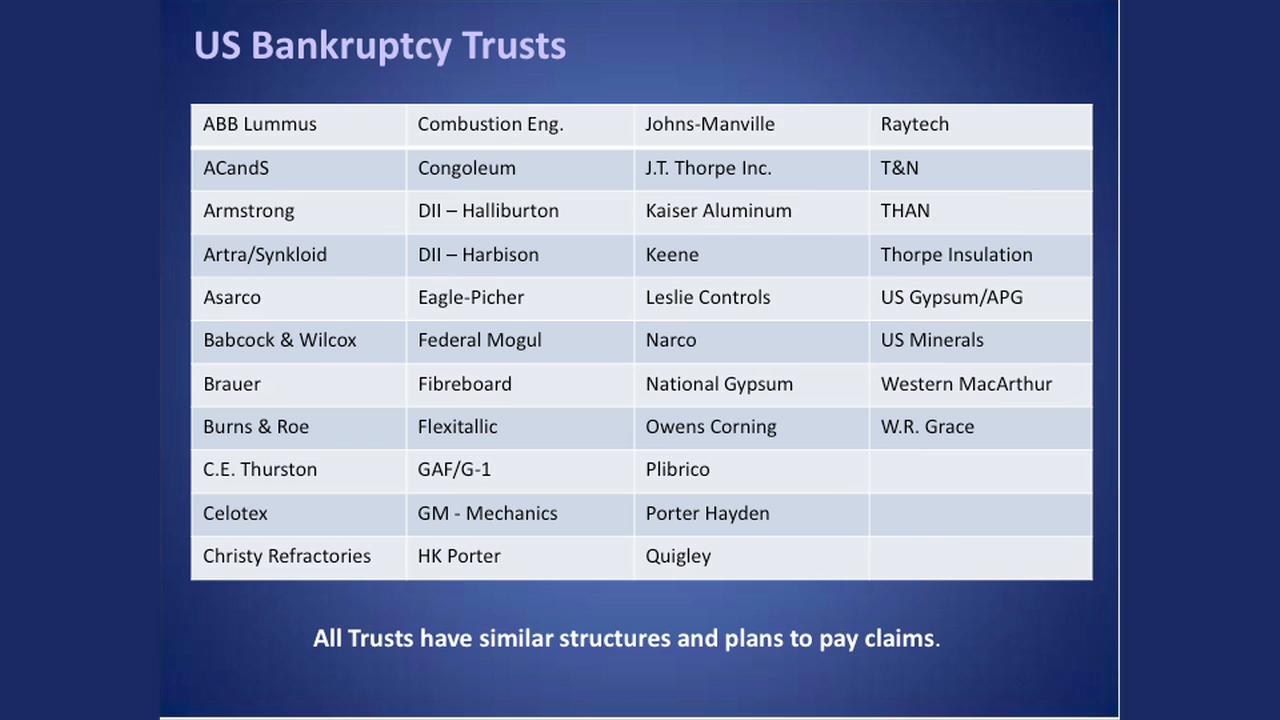 US Bankruptcy Trusts
ABB Lummus Combustion Eng. Johns-Manville Raytech
ACandS Congoleum J.T. Thorpe Inc. T&N
Armstrong DII – Halliburton Kaiser Aluminum THAN
Artra/Synkloid DII – Harbison Keene Thorpe Insulation
Asarco Eagle-Picher Leslie Controls US Gypsum/APG
Babcock & Wilcox Federal Mogul Narco US Minerals
Brauer Fibreboard National Gypsum Western MacArthur
Burns & Roe Flexitallic Owens Corning W.R. Grace
C.E. Thurston GAF/G-1 Plibrico
Celotex GM - Mechanics Porter Hayden
Christy Refractories HK Porter Quigley
All Trusts have similar structures and plans to pay claims.